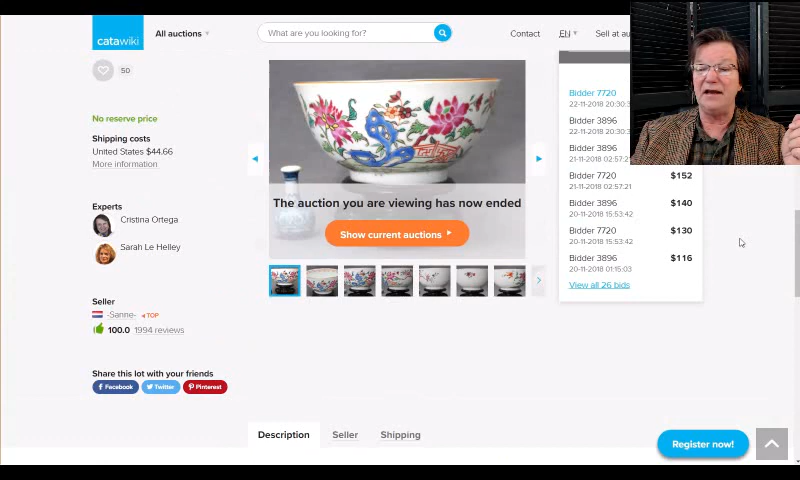 catawiki
All auctions
What are you looking for?
Contact
EN
Sell at
50
No reserve price
Shipping costs
United States $44.66
More information
Experts
Cristina Ortega
Sarah Le Helley
Seller
-Sanne- TOP
100.0 1994 reviews
Share this lot with your friends
Facebook Twitter Pinterest
The auction you are viewing has now ended
Show current auctions
Bidder 7720
22-11-2018 20:30:3
Bidder 3896
22-11-2018 20:30:3
Bidder 3896
21-11-2018 02:57:21
Bidder 7720 $152
21-11-2018 02:57:21
Bidder 3896 $140
20-11-2018 15:53:42
Bidder 7720 $130
20-11-2018 15:53:42
Bidder 3896 $116
20-11-2018 01:15:03
View all 26 bids
Description Seller Shipping
Register now!